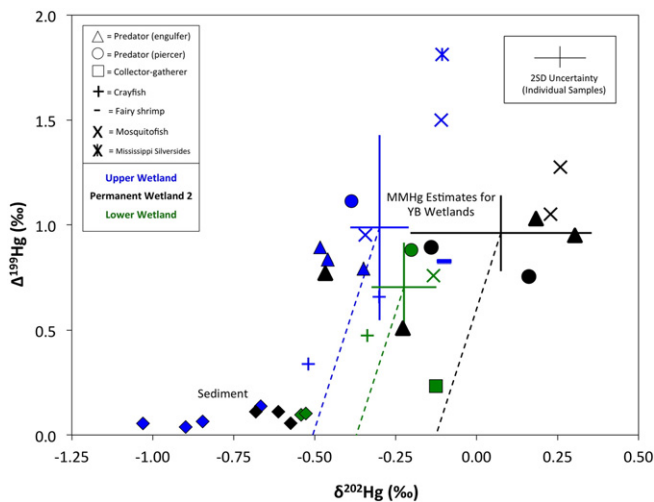 2.0
1.5
1.0
0.5
0.0
Δ¹⁹⁹Hg (‰)
= Predator (engulfer)
= Predator (piercer)
= Collector-gatherer
= Crayfish
= Fairy shrimp
= Mosquitofish
= Mississippi Silversides
Upper Wetland
Permanent Wetland 2
Lower Wetland
2SD Uncertainty
(Individual Samples)
MMHg Estimates for
YB Wetlands
Sediment
-1.25
-1.00
-0.75
-0.50
-0.25
0.00
0.25
0.50
δ²⁰²Hg (‰)